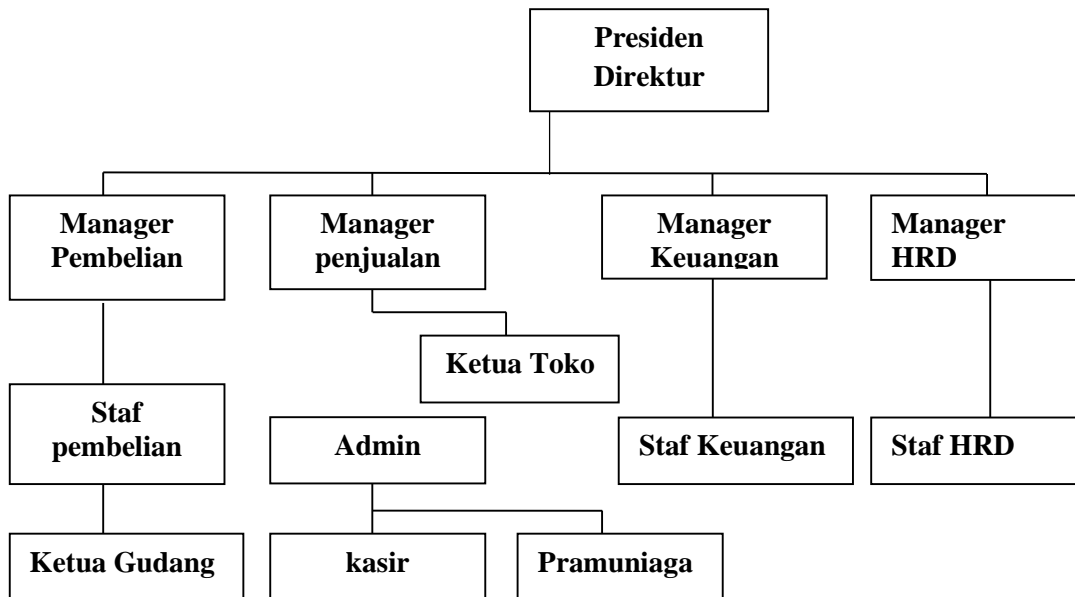 Presiden
Direktur
Manager
Pembelian
Manager
penjualan
Manager
Keuangan
Manager
HRD
Ketua Toko
Staf
pembelian
Admin
Staf Keuangan
Staf HRD
Ketua Gudang
kasir
Pramuniaga